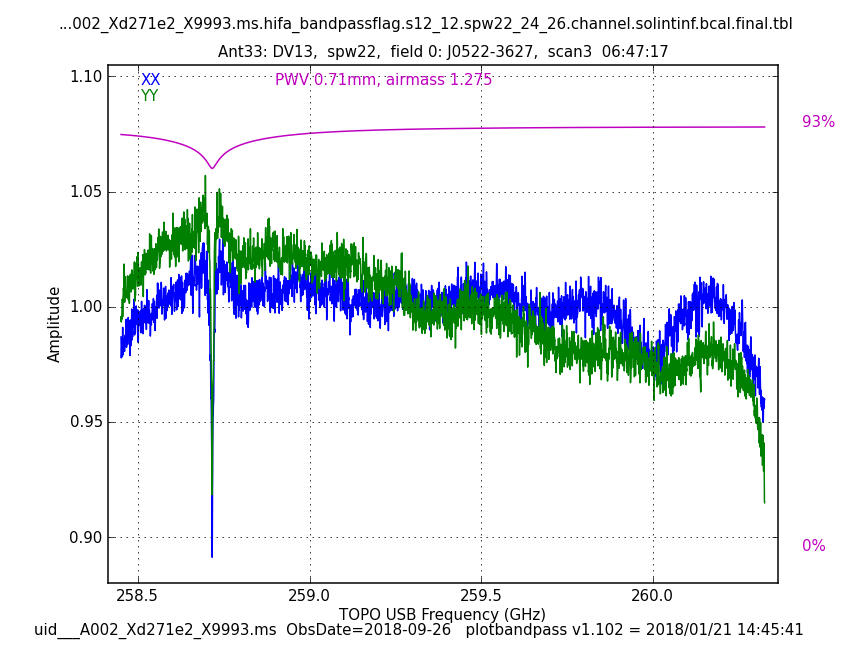 ...002_Xd271e2_X9993.ms.hifa_bandpassflag.s12_12.spw22_24_26.channel.solintinf.bcal.final.tbl
Ant33: DV13,  spw22,  field 0: J0522-3627,  scan3  06:47:17
XX
YY
PWV 0.71mm, airmass 1.275
93%
0%
1.10
1.05
1.00
0.95
0.90
Amplitude
258.5 259.0 259.5 260.0
TOPO USB Frequency (GHz)
uid___A002_Xd271e2_X9993.ms  ObsDate=2018-09-26   plotbandpass v1.102 = 2018/01/21 14:45:41